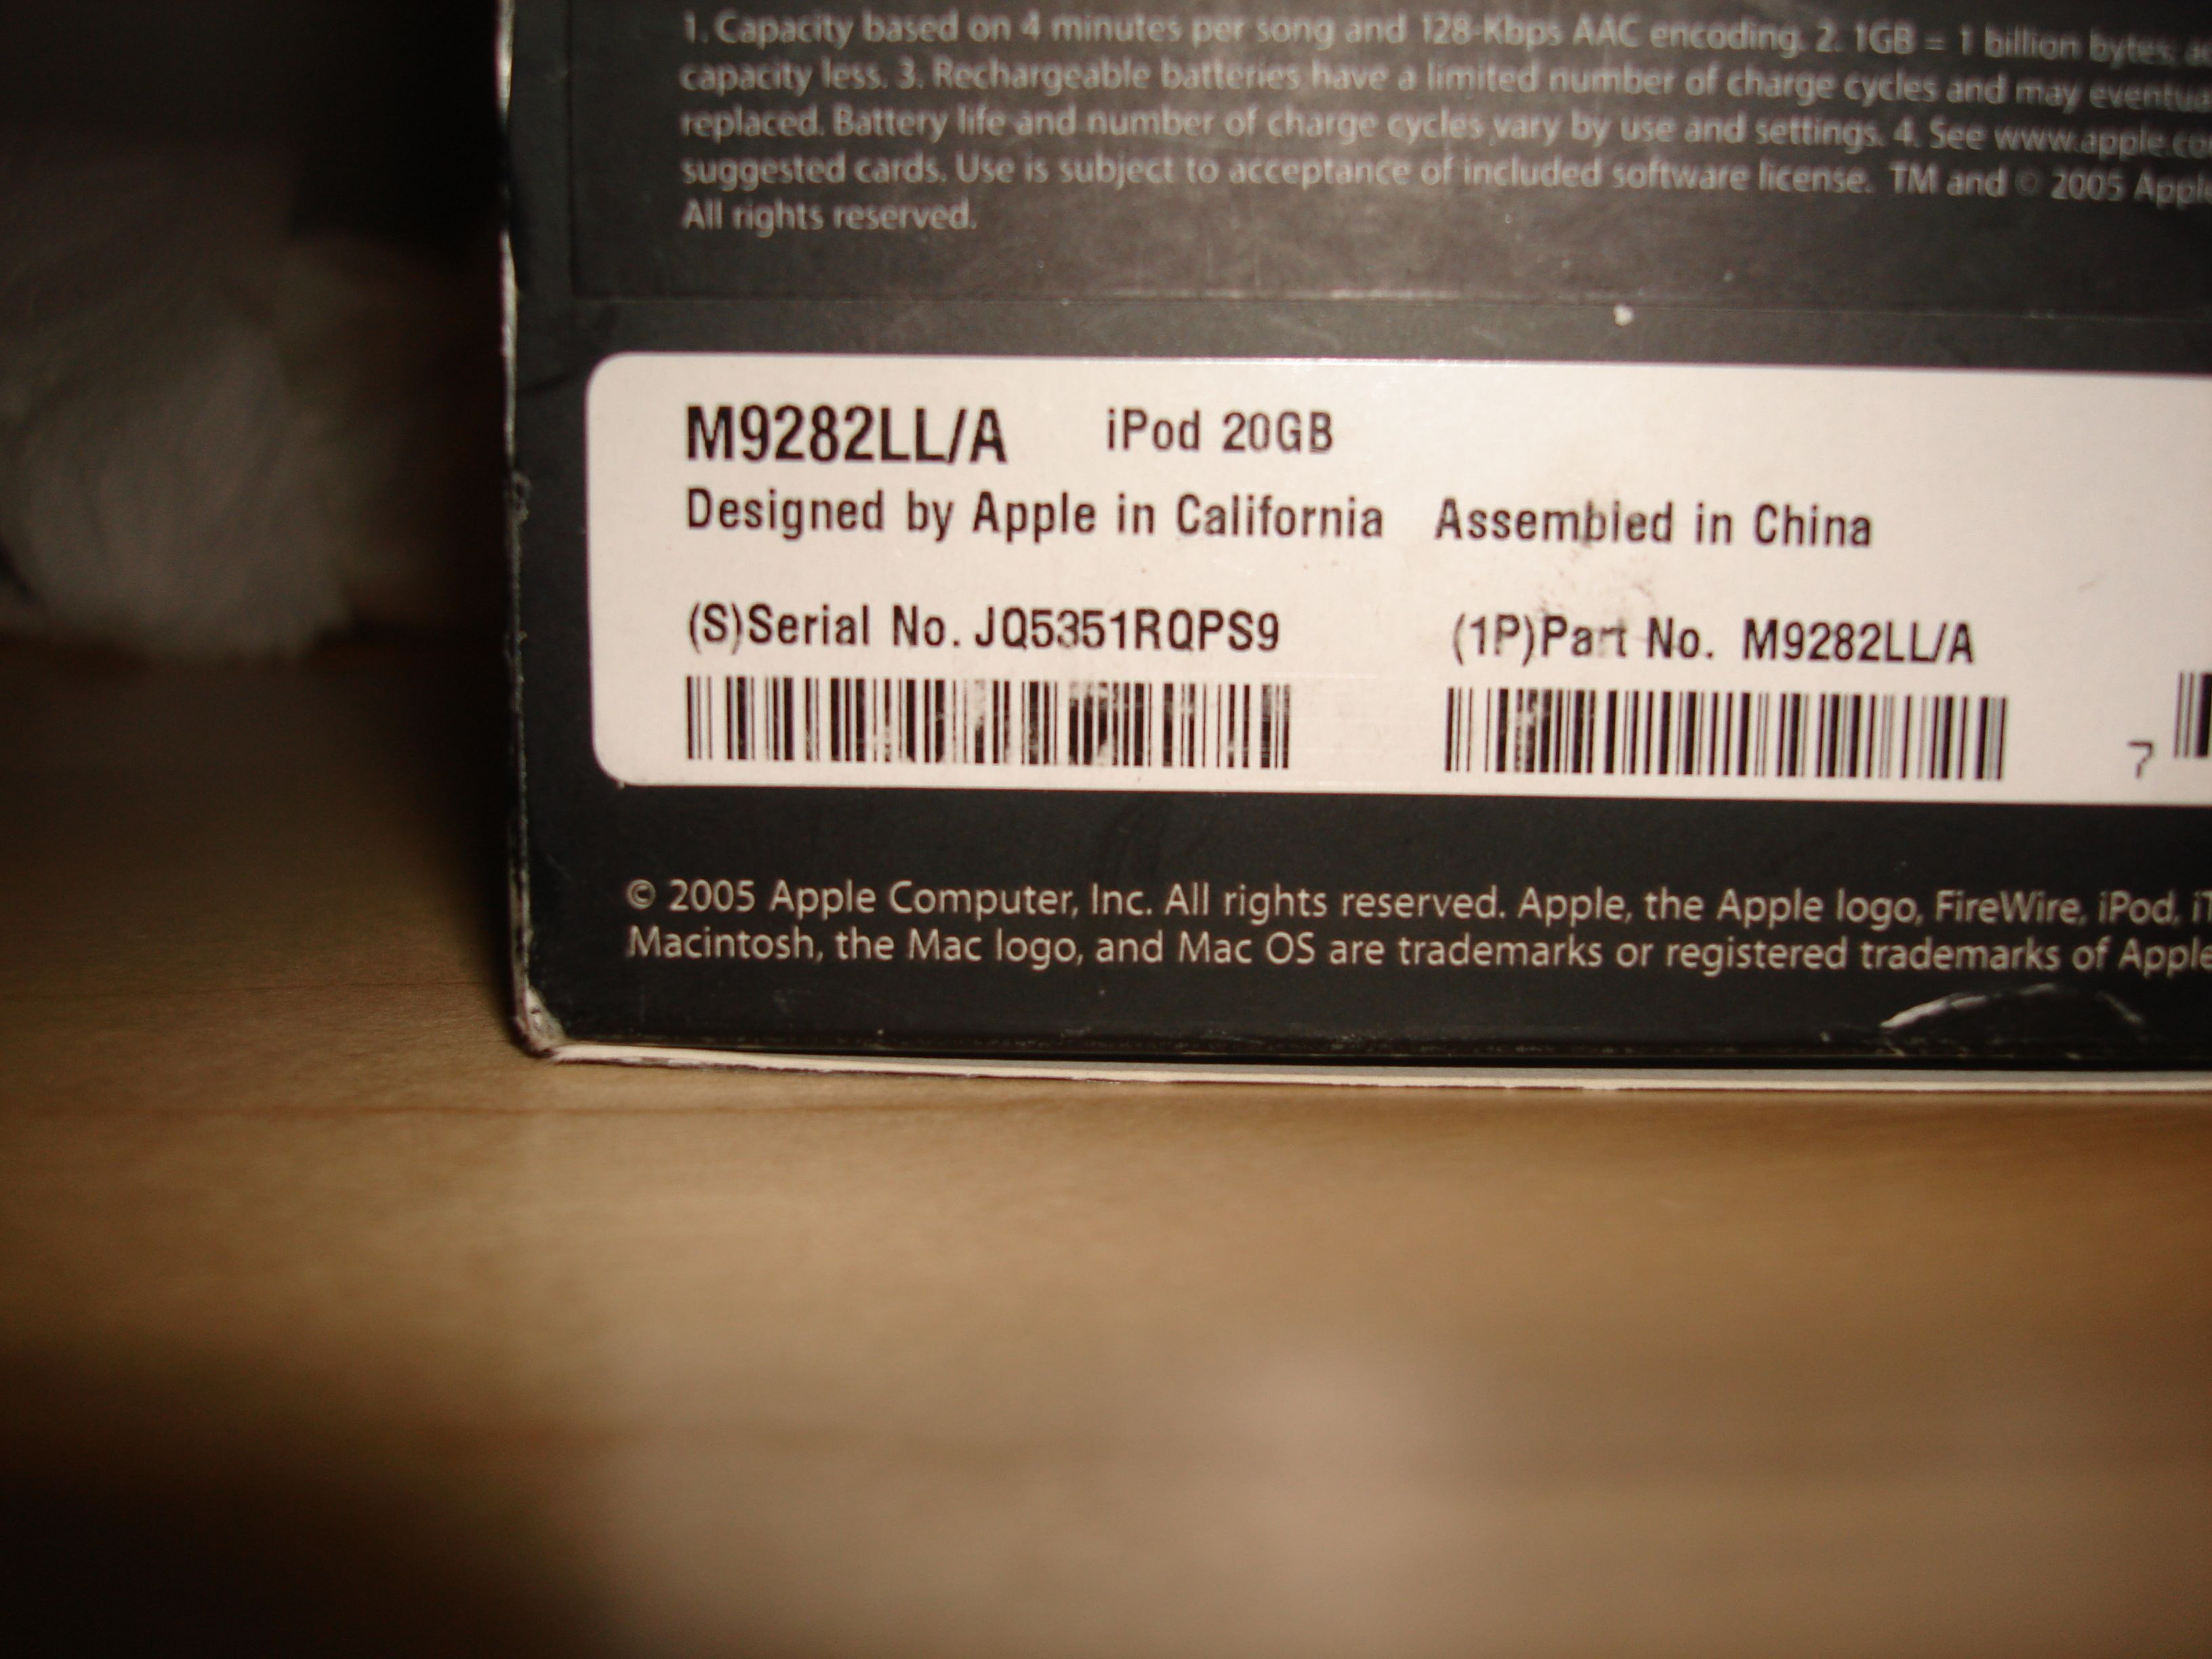 1. Capacity based on 4 minutes per song and 128-Kbps AAC encoding. 2. 1GB = 1 billion bytes;
capacity less. 3. Rechargeable batteries have a limited number of charge cycles and may
replaced. Battery life and number of charge cycles vary by use and settings. 4. See
suggested cards. Use is subject to acceptance of included software license. TM and © 2005 Apple
All rights reserved.
M9282LL/A iPod 20GB
Designed by Apple in California Assembled in China
(S)Serial No. JQ5351RQPS9 (1P)Part No. M9282LL/A
7
© 2005 Apple Computer, Inc. All rights reserved. Apple, the Apple logo, FireWire, iPod,
Macintosh, the Mac logo, and Mac OS are trademarks or registered trademarks of Apple